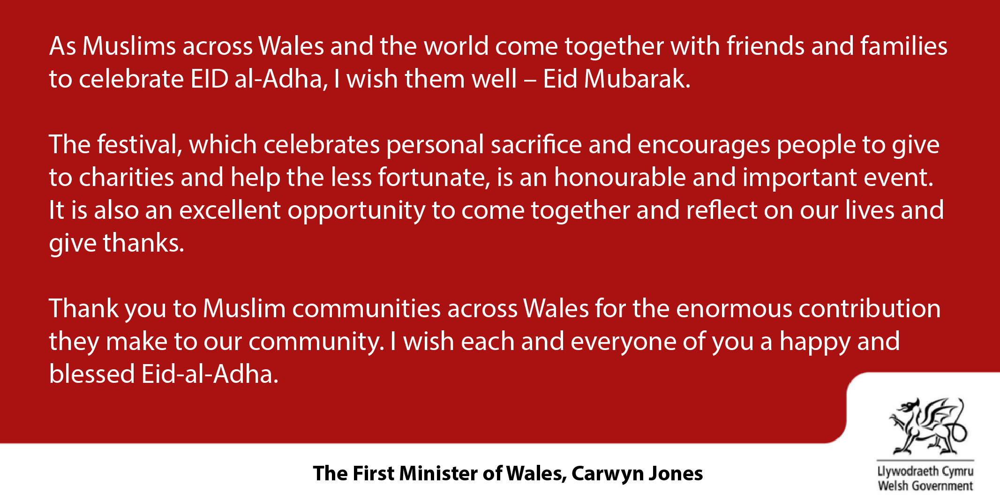 As Muslims across Wales and the world come together with friends and families
to celebrate EID al-Adha, I wish them well – Eid Mubarak.
The festival, which celebrates personal sacrifice and encourages people to give
to charities and help the less fortunate, is an honourable and important event.
It is also an excellent opportunity to come together and reflect on our lives and
give thanks.
Thank you to Muslim communities across Wales for the enormous contribution
they make to our community. I wish each and everyone of you a happy and
blessed Eid-al-Adha.
The First Minister of Wales, Carwyn Jones
Llywodraeth Cymru
Welsh Government